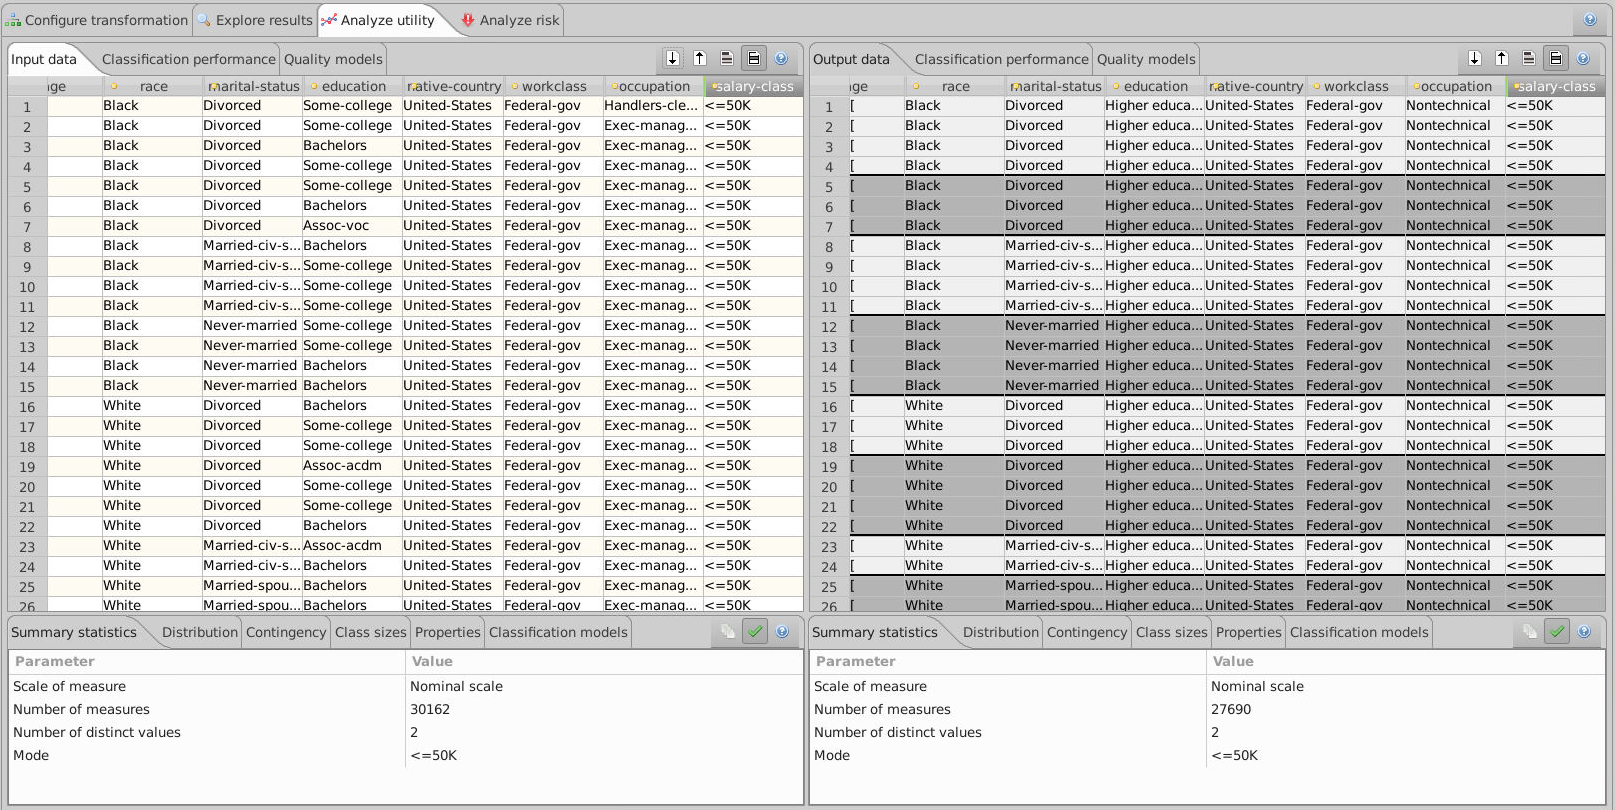 Configure transformation Explore results Analyze utility Analyze risk
Input data Classification performance Quality models
ge race narital-status education native-country workclass occupation salary-class
1 Black Divorced Some-college United-States Federal-gov Handlers-cle... <=50K
2 Black Divorced Some-college United-States Federal-gov Exec-manag... <=50K
3 Black Divorced Bachelors United-States Federal-gov Exec-manag... <=50K
4 Black Divorced Some-college United-States Federal-gov Exec-manag... <=50K
5 Black Divorced Some-college United-States Federal-gov Exec-manag... <=50K
6 Black Divorced Bachelors United-States Federal-gov Exec-manag... <=50K
7 Black Divorced Assoc-voc United-States Federal-gov Exec-manag... <=50K
8 Black Married-civ-s... Bachelors United-States Federal-gov Exec-manag... <=50K
9 Black Married-civ-s... Some-college United-States Federal-gov Exec-manag... <=50K
10 Black Married-civ-s... Some-college United-States Federal-gov Exec-manag... <=50K
11 Black Married-civ-s... Some-college United-States Federal-gov Exec-manag... <=50K
12 Black Never-married Some-college United-States Federal-gov Exec-manag... <=50K
13 Black Never-married Some-college United-States Federal-gov Exec-manag... <=50K
14 Black Never-married Bachelors United-States Federal-gov Exec-manag... <=50K
15 Black Never-married Bachelors United-States Federal-gov Exec-manag... <=50K
16 White Divorced Bachelors United-States Federal-gov Exec-manag... <=50K
17 White Divorced Some-college United-States Federal-gov Exec-manag... <=50K
18 White Divorced Some-college United-States Federal-gov Exec-manag... <=50K
19 White Divorced Assoc-acdm United-States Federal-gov Exec-manag... <=50K
20 White Divorced Some-college United-States Federal-gov Exec-manag... <=50K
21 White Divorced Some-college United-States Federal-gov Exec-manag... <=50K
22 White Divorced Bachelors United-States Federal-gov Exec-manag... <=50K
23 White Married-civ-s... Assoc-acdm United-States Federal-gov Exec-manag... <=50K
24 White Married-civ-s... Bachelors United-States Federal-gov Exec-manag... <=50K
25 White Married-spou... Bachelors United-States Federal-gov Exec-manag... <=50K
26 White Married-spou... Bachelors United-States Federal-gov Exec-manag... <=50K
Summary statistics Distribution Contingency Class sizes Properties Classification models
Parameter Value
Scale of measure Nominal scale
Number of measures 30162
Number of distinct values 2
Mode <=50K
Output data Classification performance Quality models
ge race narital-status education native-country workclass occupation salary-class
1 [ Black Divorced Higher educa... United-States Federal-gov Nontechnical <=50K
2 [ Black Divorced Higher educa... United-States Federal-gov Nontechnical <=50K
3 [ Black Divorced Higher educa... United-States Federal-gov Nontechnical <=50K
4 [ Black Divorced Higher educa... United-States Federal-gov Nontechnical <=50K
5 [ Black Divorced Higher educa... United-States Federal-gov Nontechnical <=50K
6 [ Black Divorced Higher educa... United-States Federal-gov Nontechnical <=50K
7 [ Black Divorced Higher educa... United-States Federal-gov Nontechnical <=50K
8 [ Black Married-civ-s... Higher educa... United-States Federal-gov Nontechnical <=50K
9 [ Black Married-civ-s... Higher educa... United-States Federal-gov Nontechnical <=50K
10 [ Black Married-civ-s... Higher educa... United-States Federal-gov Nontechnical <=50K
11 [ Black Married-civ-s... Higher educa... United-States Federal-gov Nontechnical <=50K
12 [ Black Never-married Higher educa... United-States Federal-gov Nontechnical <=50K
13 [ Black Never-married Higher educa... United-States Federal-gov Nontechnical <=50K
14 [ Black Never-married Higher educa... United-States Federal-gov Nontechnical <=50K
15 [ Black Never-married Higher educa... United-States Federal-gov Nontechnical <=50K
16 [ White Divorced Higher educa... United-States Federal-gov Nontechnical <=50K
17 [ White Divorced Higher educa... United-States Federal-gov Nontechnical <=50K
18 [ White Divorced Higher educa... United-States Federal-gov Nontechnical <=50K
19 [ White Divorced Higher educa... United-States Federal-gov Nontechnical <=50K
20 [ White Divorced Higher educa... United-States Federal-gov Nontechnical <=50K
21 [ White Divorced Higher educa... United-States Federal-gov Nontechnical <=50K
22 [ White Divorced Higher educa... United-States Federal-gov Nontechnical <=50K
23 [ White Married-civ-s... Higher educa... United-States Federal-gov Nontechnical <=50K
24 [ White Married-civ-s... Higher educa... United-States Federal-gov Nontechnical <=50K
25 [ White Married-spou... Higher educa... United-States Federal-gov Nontechnical <=50K
26 [ White Married-spou... Higher educa... United-States Federal-gov Nontechnical <=50K
Summary statistics Distribution Contingency Class sizes Properties Classification models
Parameter Value
Scale of measure Nominal scale
Number of measures 27690
Number of distinct values 2
Mode <=50K